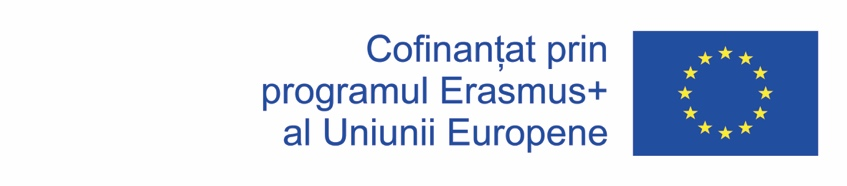 Cofinanțat prin
programul Erasmus+
al Uniunii Europene